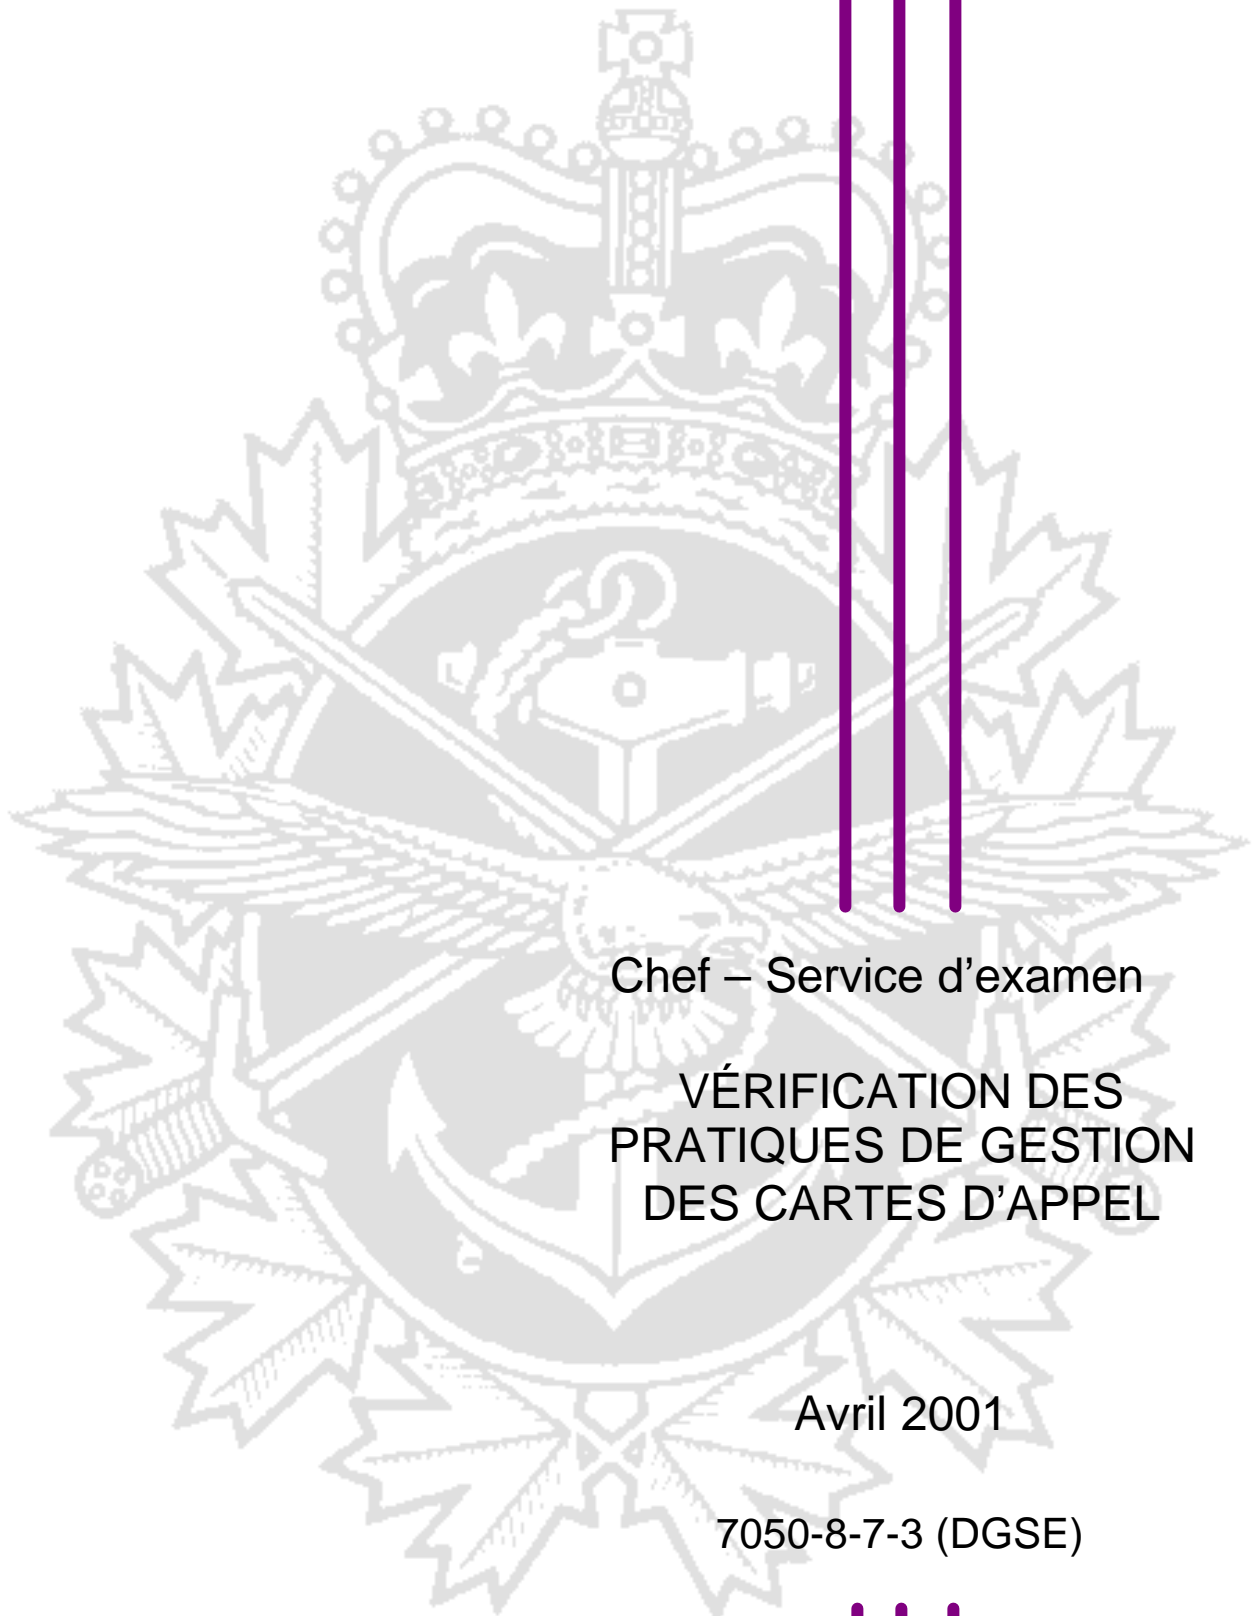 Chef – Service d'examen
VÉRIFICATION DES
PRATIQUES DE GESTION
DES CARTES D'APPEL
Avril 2001
7050-8-7-3 (DGSE)